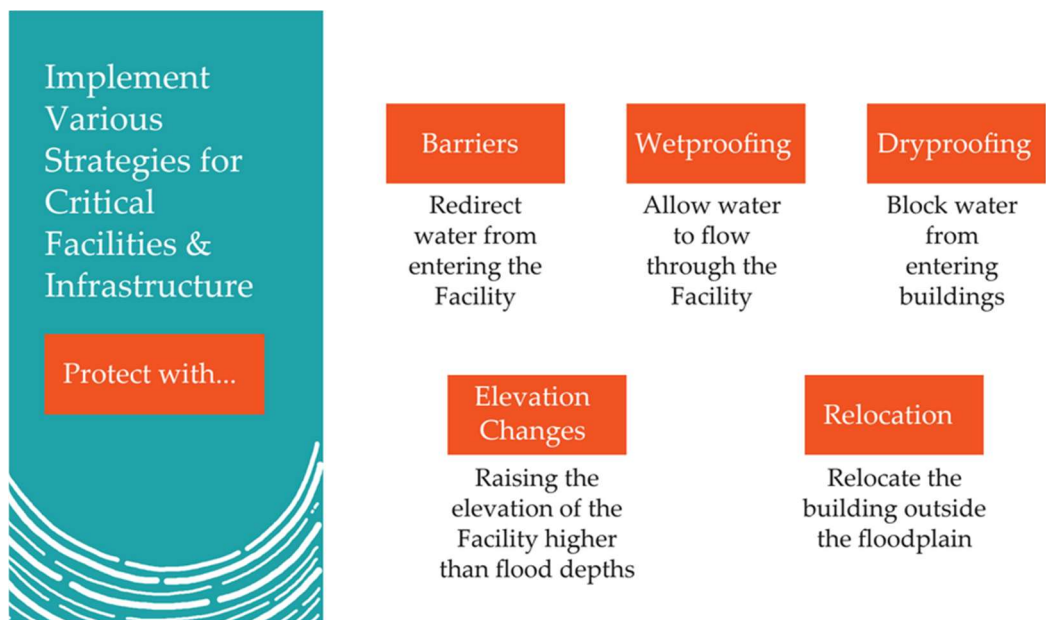 Implement
Various
Strategies for
Critical
Facilities &
Infrastructure
Protect with...
Barriers
Redirect
water from
entering the
Facility
Wetproofing
Allow water
to flow
through the
Facility
Dryproofing
Block water
from
entering
buildings
Elevation
Changes
Raising the
elevation of the
Facility higher
than flood depths
Relocation
Relocate the
building outside
the floodplain